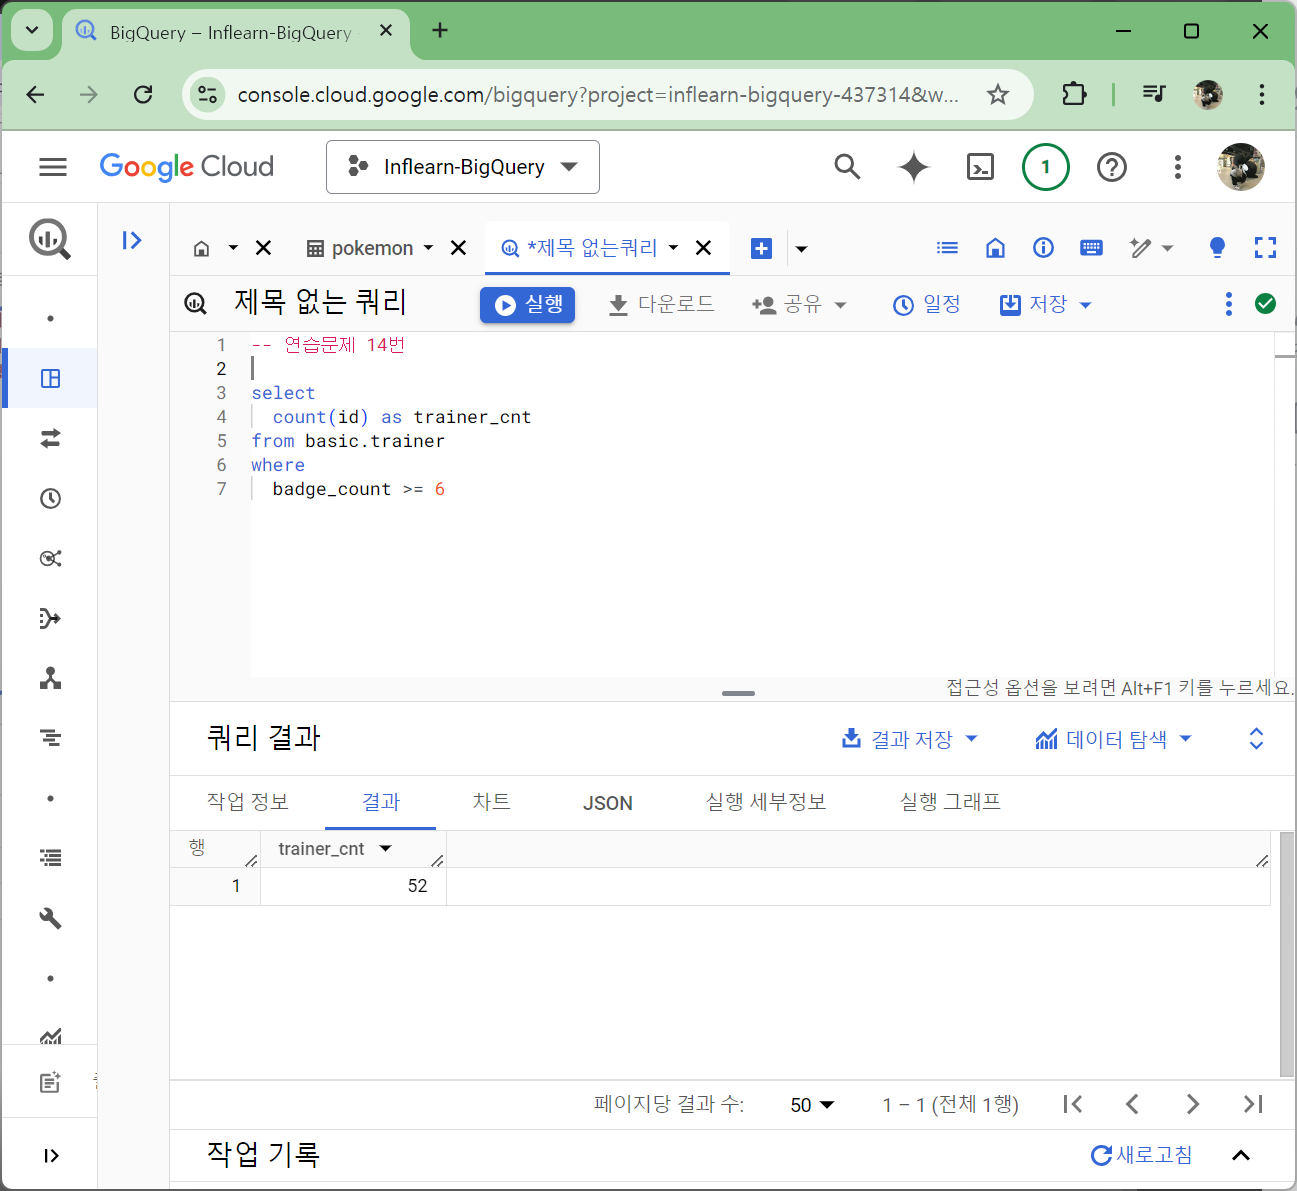 BigQuery – Inflearn-BigQuery
console.cloud.google.com/bigquery?project=inflearn-bigquery-437314&w...
Google Cloud
Inflearn-BigQuery
1
pokemon
*제목 없는쿼리
제목 없는 쿼리
실행
다운로드
공유
일정
저장
1 -- 연습문제 14번
2
3 select
4 count(id) as trainer_cnt
5 from basic.trainer
6 where
7 badge_count >= 6
접근성 옵션을 보려면 Alt+F1 키를 누르세요.
쿼리 결과
결과 저장
데이터 탐색
작업 정보
결과
차트
JSON
실행 세부정보
실행 그래프
행 trainer_cnt
1 52
페이지당 결과 수: 50 1 – 1 (전체 1행)
작업 기록
새로고침